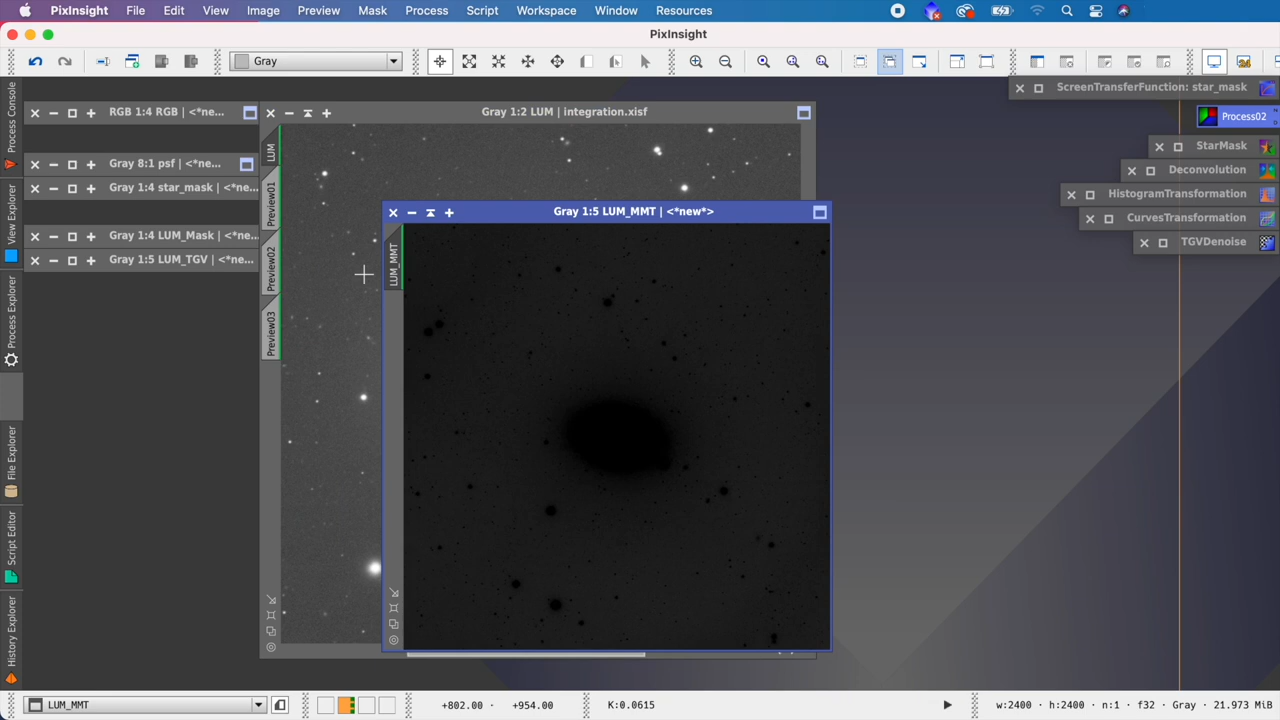 PixInsight File Edit View Image Preview Mask Process Script Workspace Window Resources
PixInsight
Gray
Process Console
View Explorer
Process Explorer
File Explorer
Script Editor
History Explorer
RGB 1:4 RGB | <*ne...
Gray 8:1 psf | <*ne...
Gray 1:4 star_mask | <*ne...
Gray 1:4 LUM_Mask | <*ne...
Gray 1:5 LUM_TGV | <*ne...
Gray 1:2 LUM | integration.xisf
LUM
Preview01
Preview02
Preview03
Gray 1:5 LUM_MMT | <*new*>
LUM_MMT
ScreenTransferFunction: star_mask
Process02
StarMask
Deconvolution
HistogramTransformation
CurvesTransformation
TGVDenoise
LUM_MMT
+802.00 · +954.00
K:0.0615
w:2400 · h:2400 · n:1 · f32 · Gray · 21.973 MiB